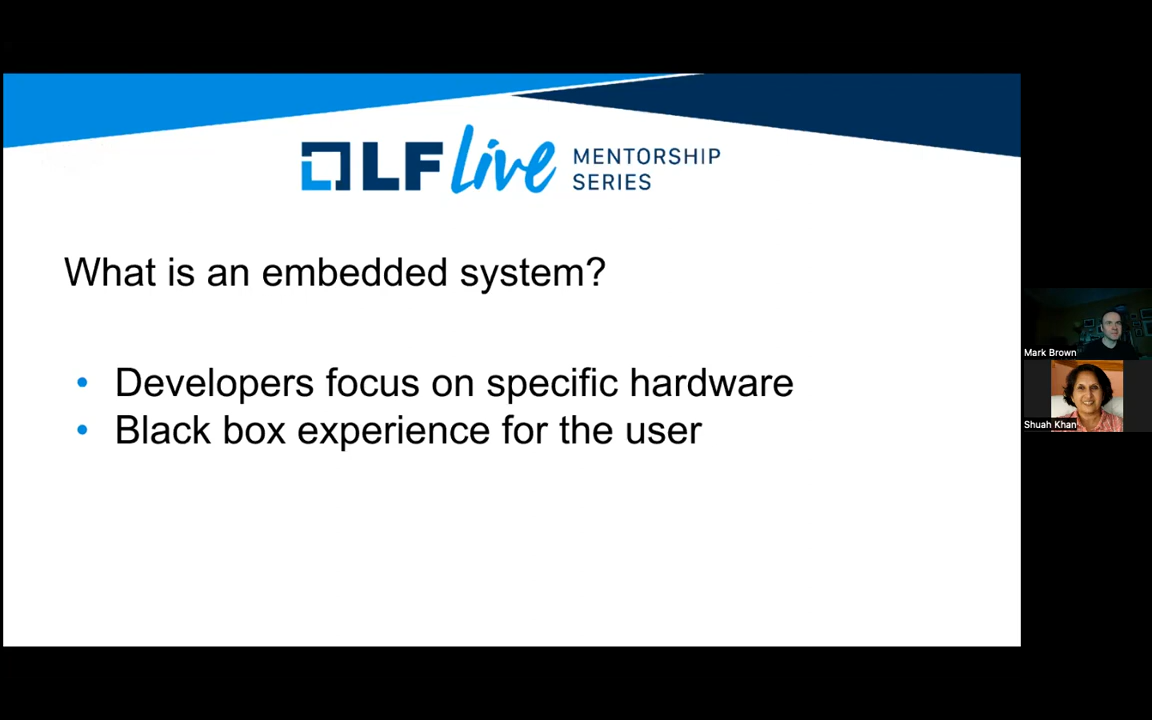 LF Live MENTORSHIP
SERIES
What is an embedded system?
• Developers focus on specific hardware
• Black box experience for the user
Mark Brown
Shuah Khan